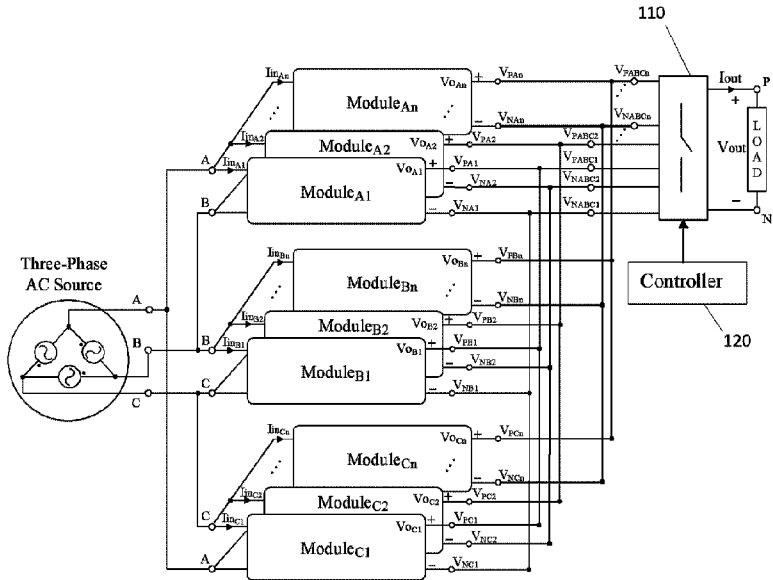 110
Iin_An
Vo_An
+
V_PAn
V_PABCn
Iout
P
Module_An
+
−
V_NAn
V_NABCn
Iin_A2
Module_A2
Vo_A2
+
V_PA2
V_PABC2
Vout
LOAD
A
Iin_A1
Vo_A1
+
V_PA1
V_PABC1
Module_A1
−
V_NA2
V_NABC2
B
−
V_NA1
V_NABC1
−
N
Three-Phase
AC Source
Iin_Bn
Vo_Bn
+
V_PBn
Controller
Module_Bn
−
V_NBn
120
A
Iin_B2
Module_B2
Vo_B2
+
V_PB2
B
B
Iin_B1
Vo_B1
+
V_PB1
Module_B1
−
V_NB2
C
C
−
V_NB1
Iin_Cn
Vo_Cn
+
V_PCn
Module_Cn
−
V_NCn
Iin_C2
Module_C2
Vo_C2
+
V_PC2
C
Iin_C1
Vo_C1
+
V_PC1
Module_C1
−
V_NC2
A
−
V_NC1